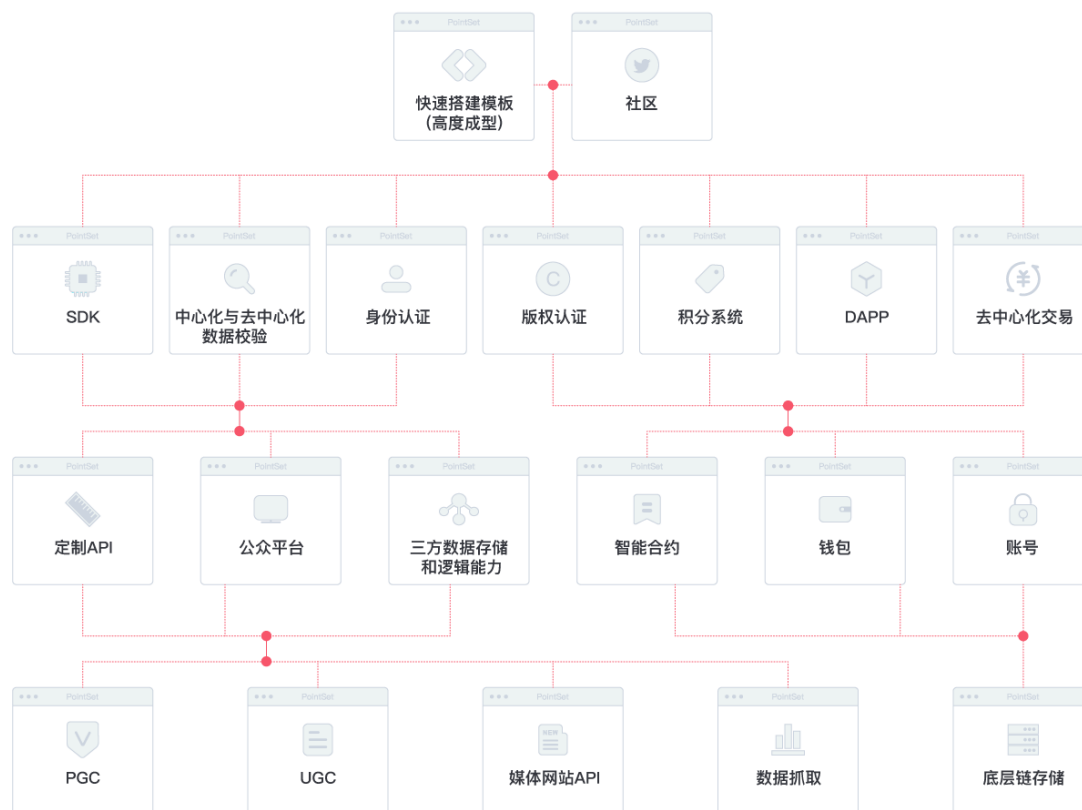 PointSet
PointSet
快速搭建模板
(高度成型)
社区
PointSet
PointSet
PointSet
PointSet
PointSet
PointSet
PointSet
SDK
中心化与去中心化
数据校验
身份认证
C
版权认证
积分系统
DAPP
¥
去中心化交易
PointSet
PointSet
PointSet
PointSet
PointSet
PointSet
定制API
公众平台
三方数据存储
和逻辑能力
智能合约
钱包
账号
PointSet
PointSet
PointSet
PointSet
PointSet
PGC
UGC
NEW
媒体网站API
数据抓取
底层链存储